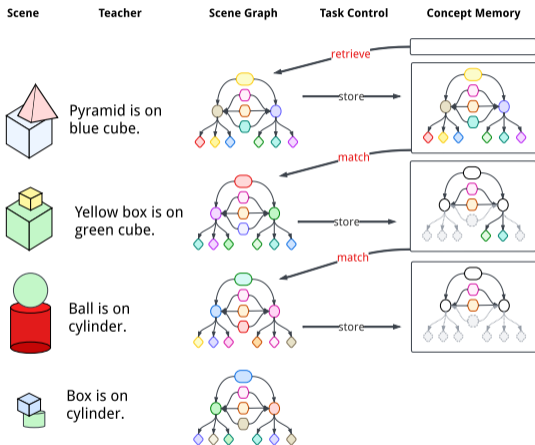 Scene Teacher Scene Graph Task Control Concept Memory
retrieve
store
Pyramid is on
blue cube.
match
Yellow box is on
green cube.
store
match
Ball is on
cylinder.
store
Box is on
cylinder.